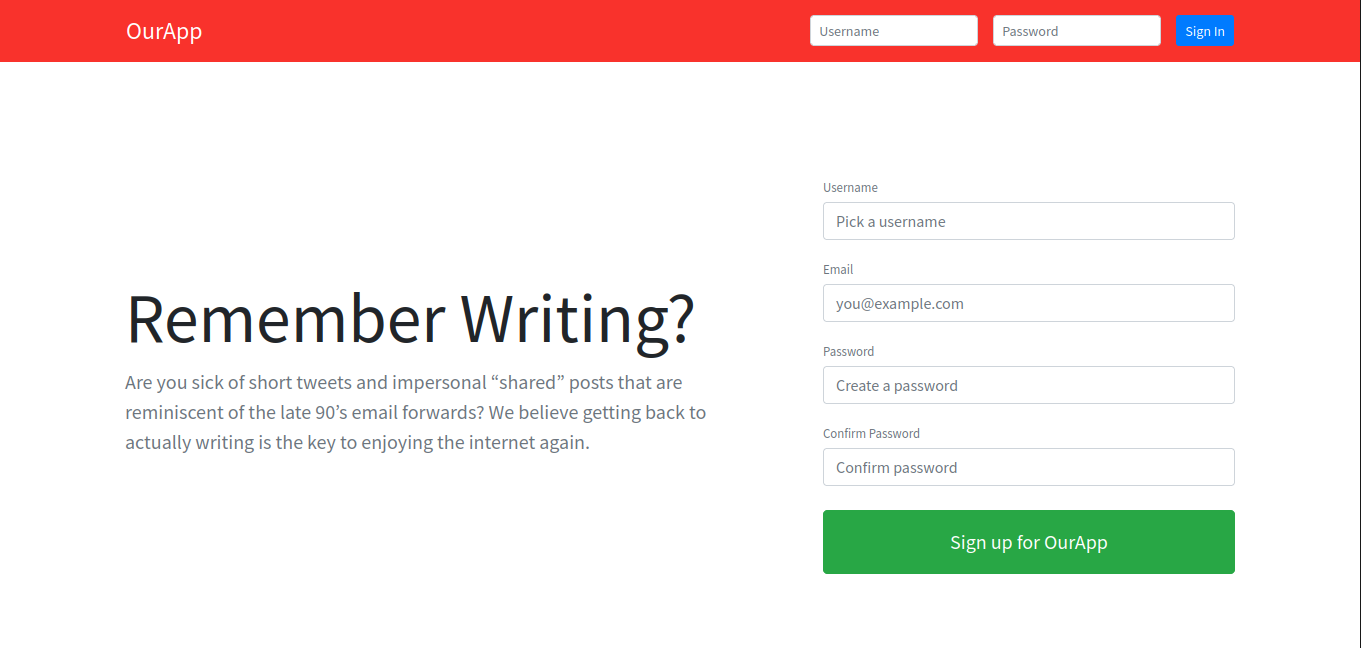 OurApp
Username
Password
Sign In
Remember Writing?
Are you sick of short tweets and impersonal “shared” posts that are
reminiscent of the late 90’s email forwards? We believe getting back to
actually writing is the key to enjoying the internet again.
Username
Pick a username
Email
you@example.com
Password
Create a password
Confirm Password
Confirm password
Sign up for OurApp